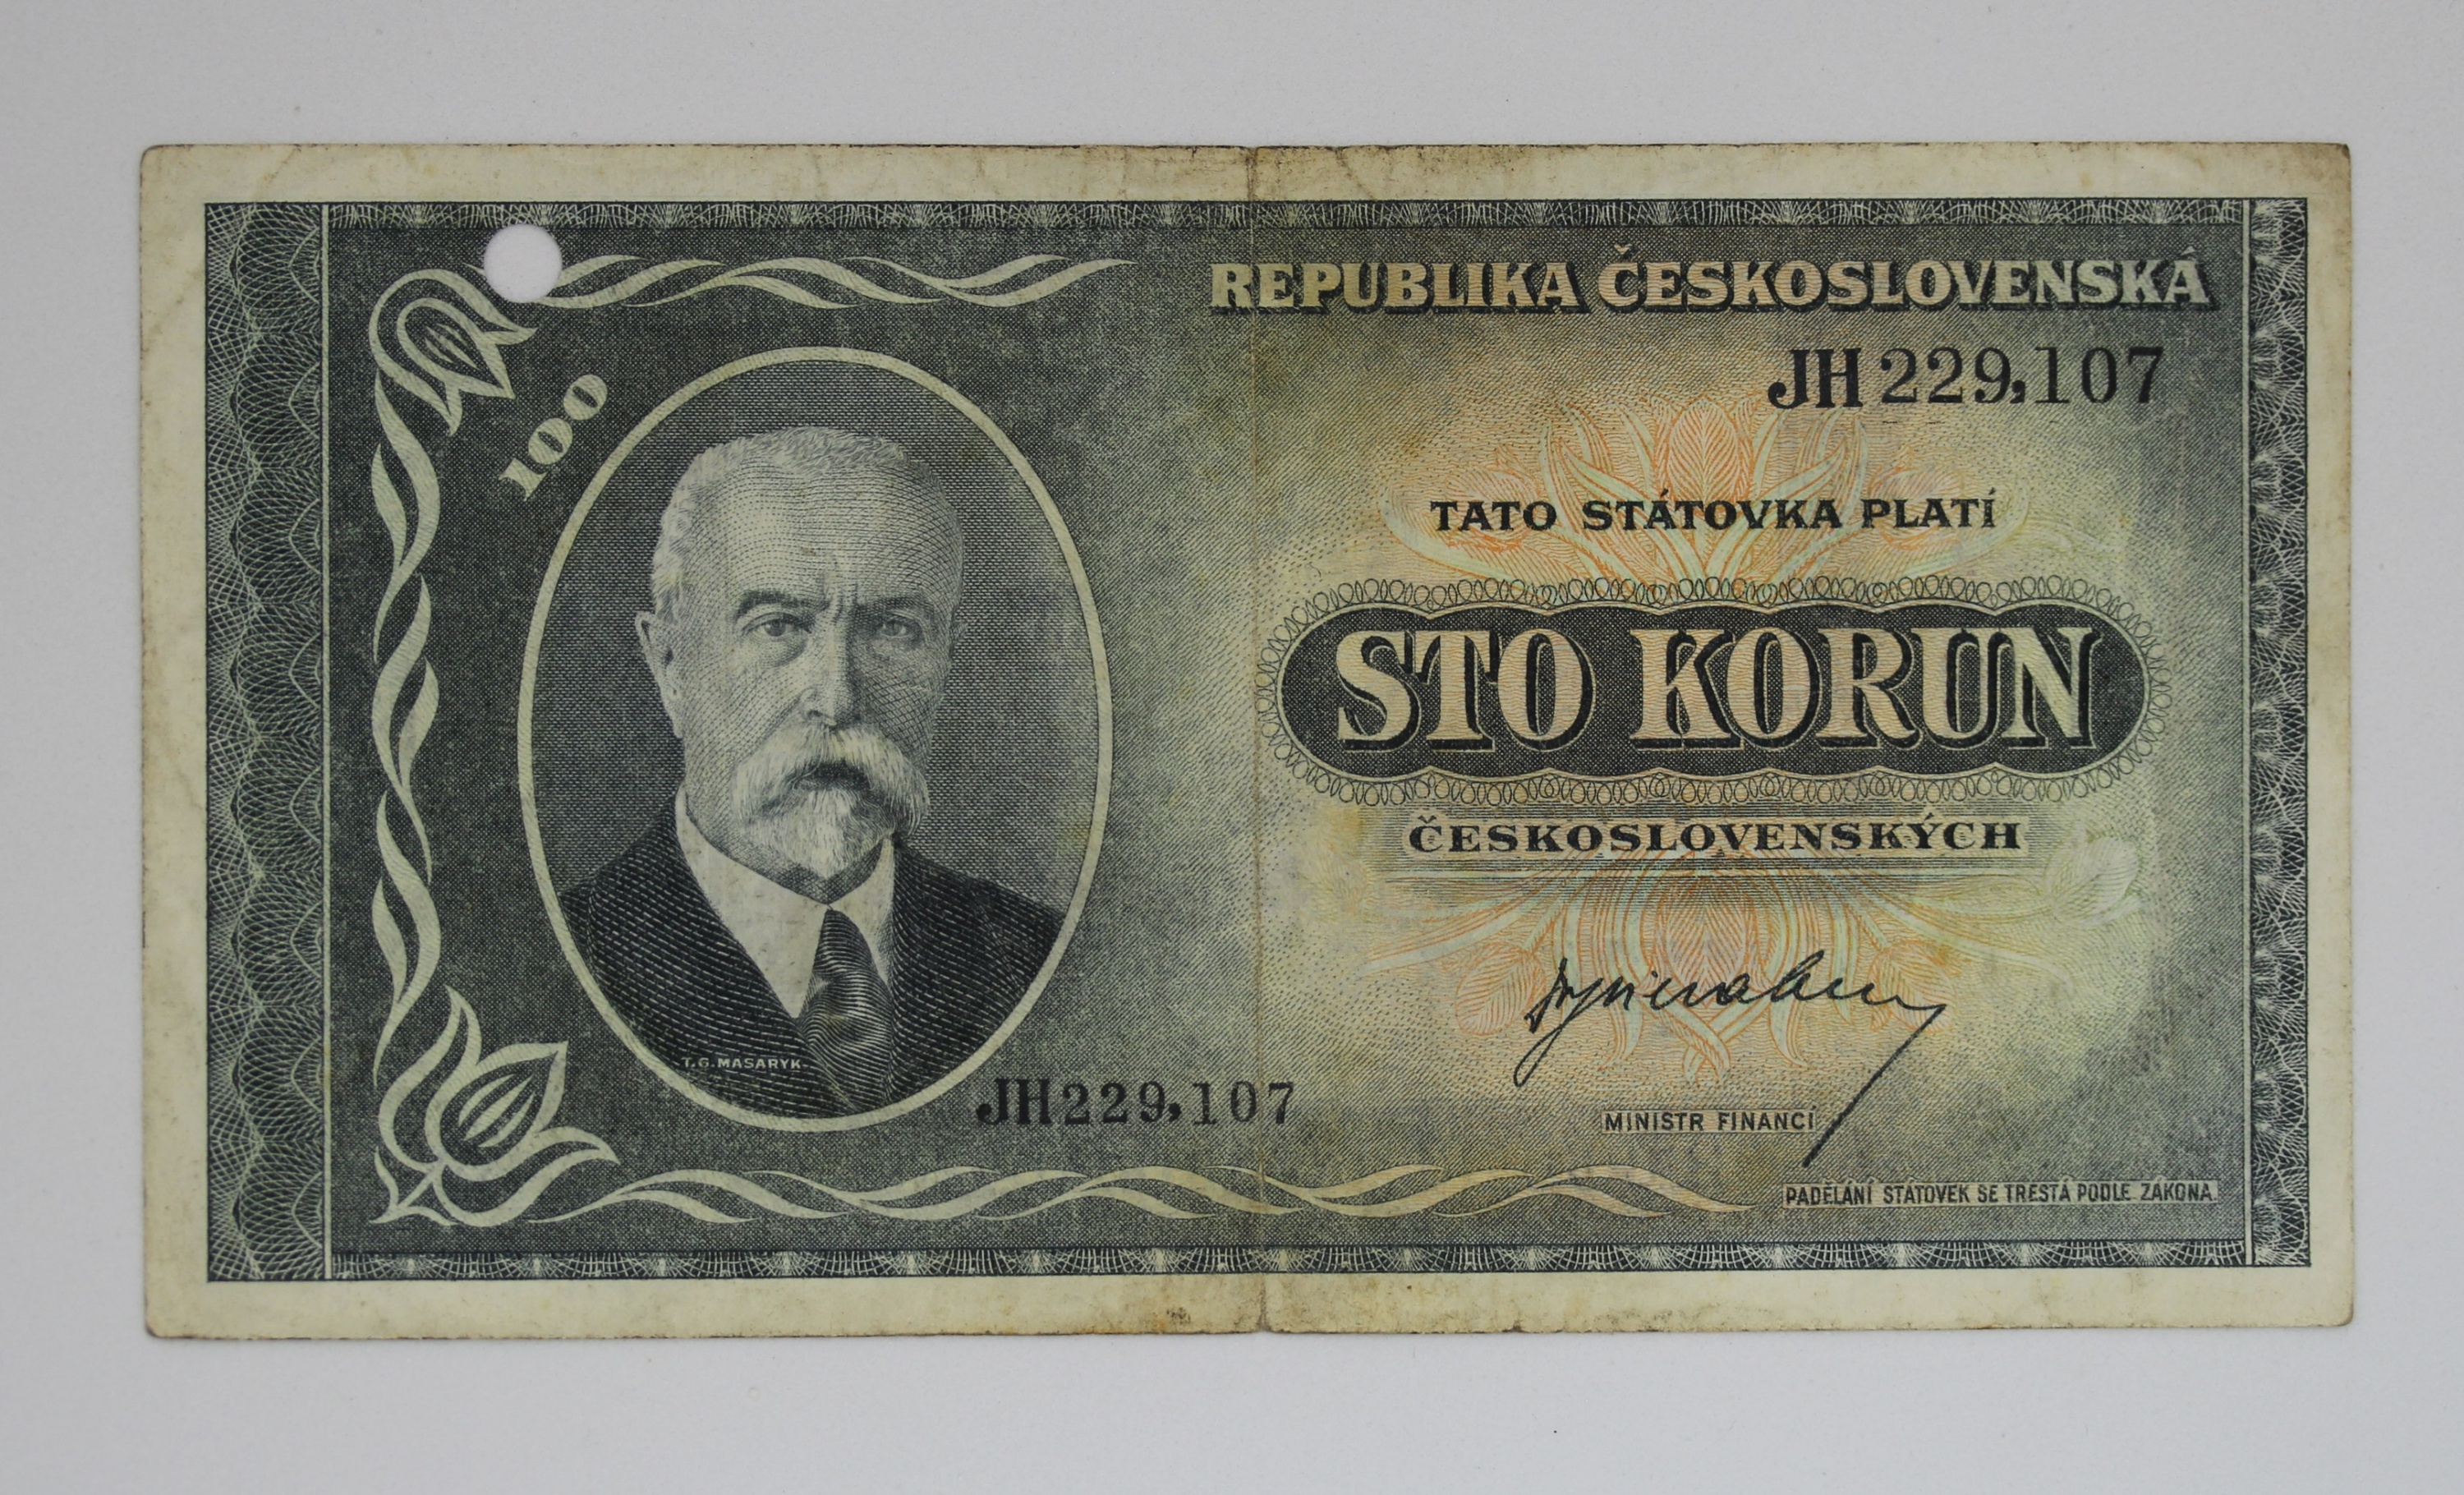 REPUBLIKA ČESKOSLOVENSKÁ
JH 229,107
100
TATO STÁTOVKA PLATÍ
STO KORUN
ČESKOSLOVENSKÝCH
T.G.MASARYK
JH 229,107
MINISTR FINANCÍ
PADĚLÁNÍ STÁTOVEK SE TRESTÁ PODLE ZÁKONA.